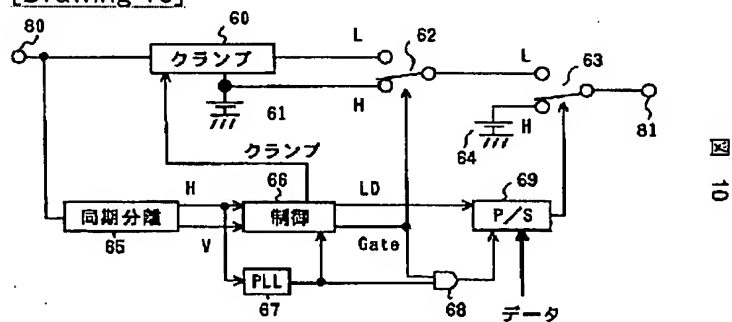 [Drawing 10]
80
60
クランプ
L
62
L
63
61
H
H
64
81
クランプ
H
66
LD
69
同期分離
制御
P/S
65
V
Gate
PLL
67
68
データ
図 10